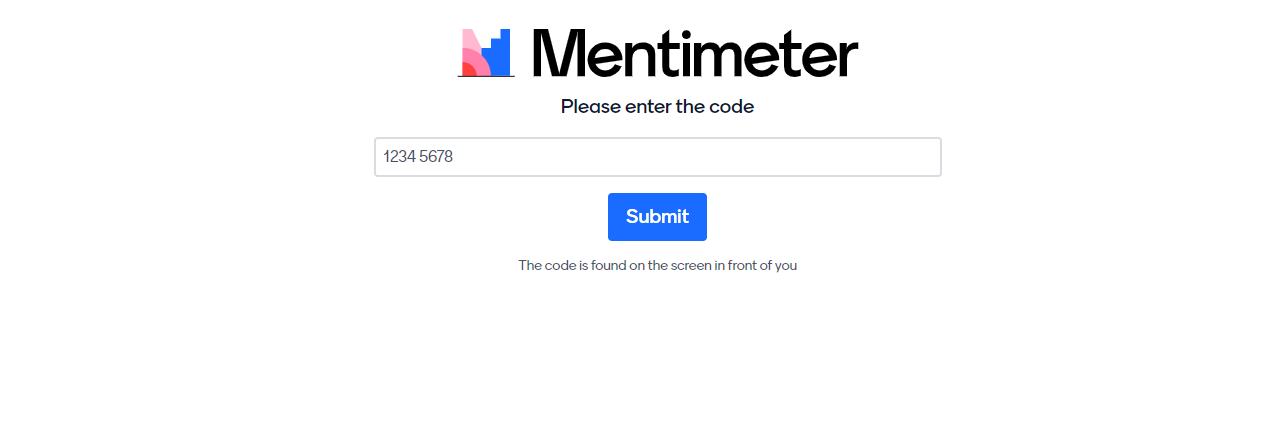 Mentimeter
Please enter the code
1234 5678
Submit
The code is found on the screen in front of you